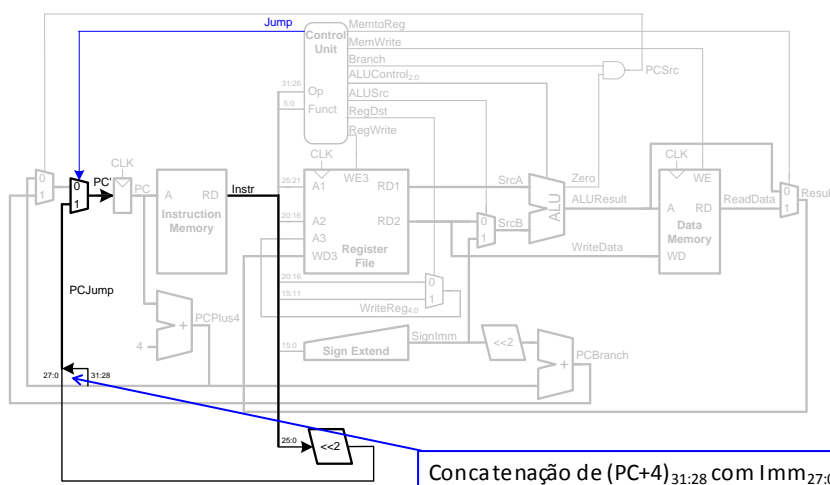 Jump
MemtoReg
Control
Unit
MemWrite
Branch
PCSrc
ALUControl2:0
31:26
Op
ALUSrc
5:0
Funct
RegDst
RegWrite
CLK
CLK
CLK
0
1
0
1
PC'
PC
A
RD
Instr
Instruction
Memory
25:21
A1
WE3
RD1
SrcA
Zero
WE
0
1
Result
20:16
A2
RD2
0
1
SrcB
ALU
ALUResult
A
RD
ReadData
Data
Memory
A3
Register
File
WD3
WriteData
WD
20:16
0
15:11
1
WriteReg4:0
PCJump
PCPlus4
+
4
SignImm
15:0
Sign Extend
<<2
+
PCBranch
27:0
31:28
25:0
<<2
Concatenação de (PC+4)31:28 com Imm27:0